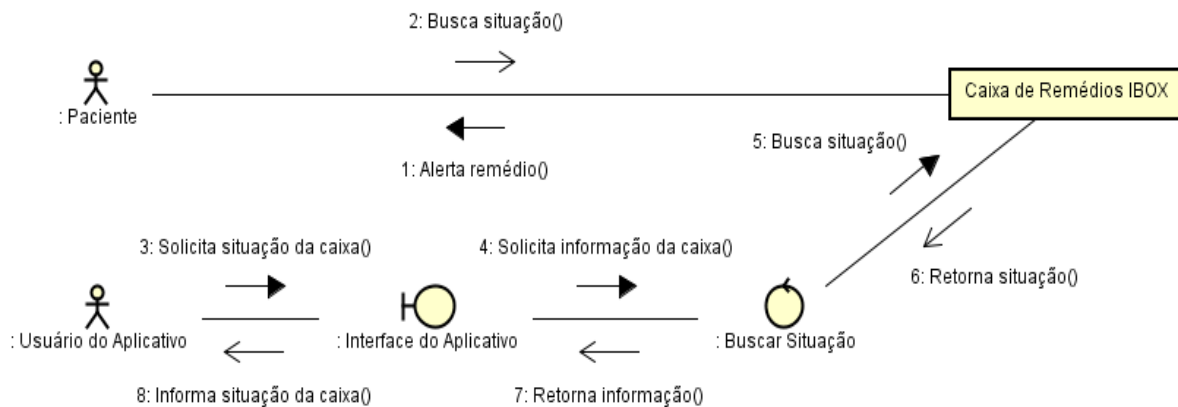 2: Busca situação()
: Paciente
Caixa de Remédios IBOX
1: Alerta remédio()
5: Busca situação()
3: Solicita situação da caixa()
4: Solicita informação da caixa()
6: Retorna situação()
: Usuário do Aplicativo
: Interface do Aplicativo
: Buscar Situação
8: Informa situação da caixa()
7: Retorna informação()